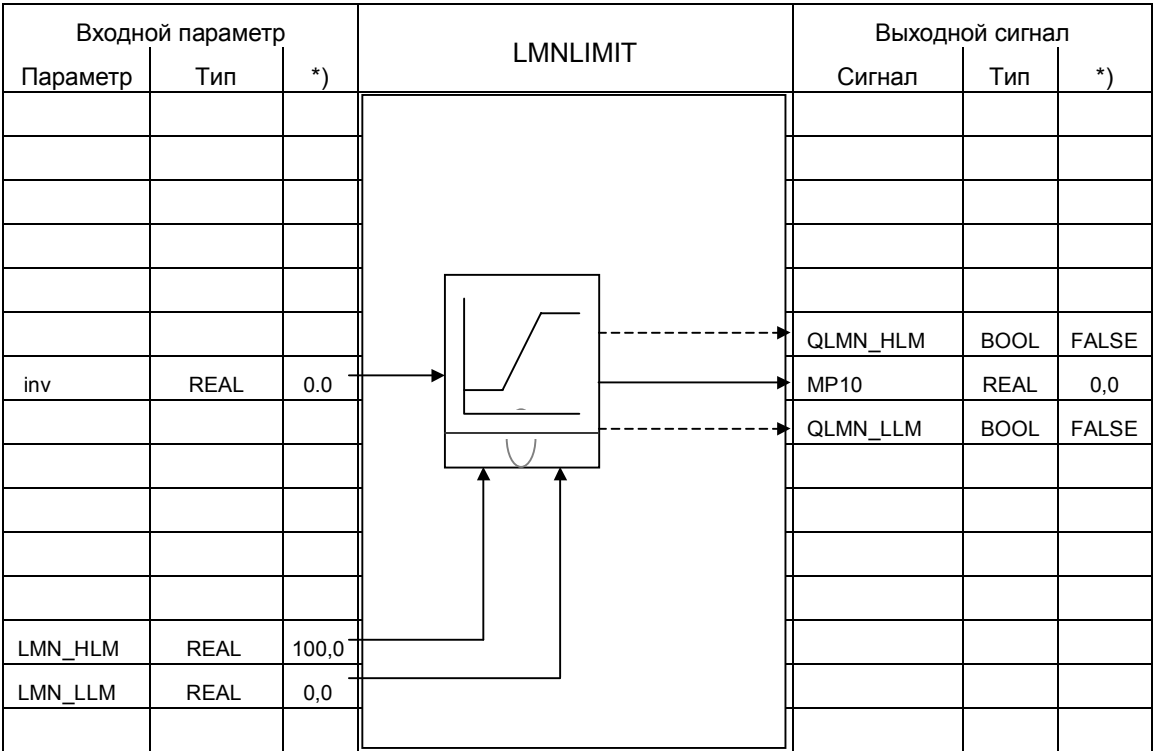 Входной параметр LMNLIMIT Выходной сигнал
Параметр Тип *) Сигнал Тип *)
QLMN_HLM BOOL FALSE
inv REAL 0.0 MP10 REAL 0,0
QLMN_LLM BOOL FALSE
LMN_HLM REAL 100,0
LMN_LLM REAL 0,0